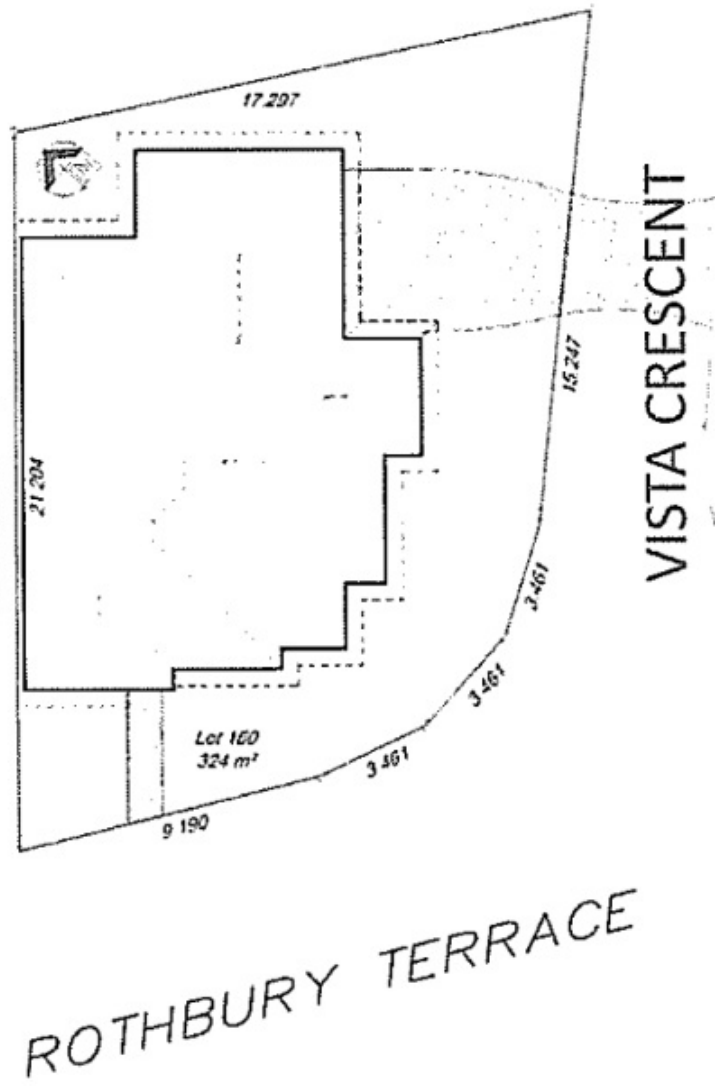 17.297
VISTA CRESCENT
15.247
21.204
3.461
3.461
3.461
Lot 160
324 m²
9.190
ROTHBURY TERRACE